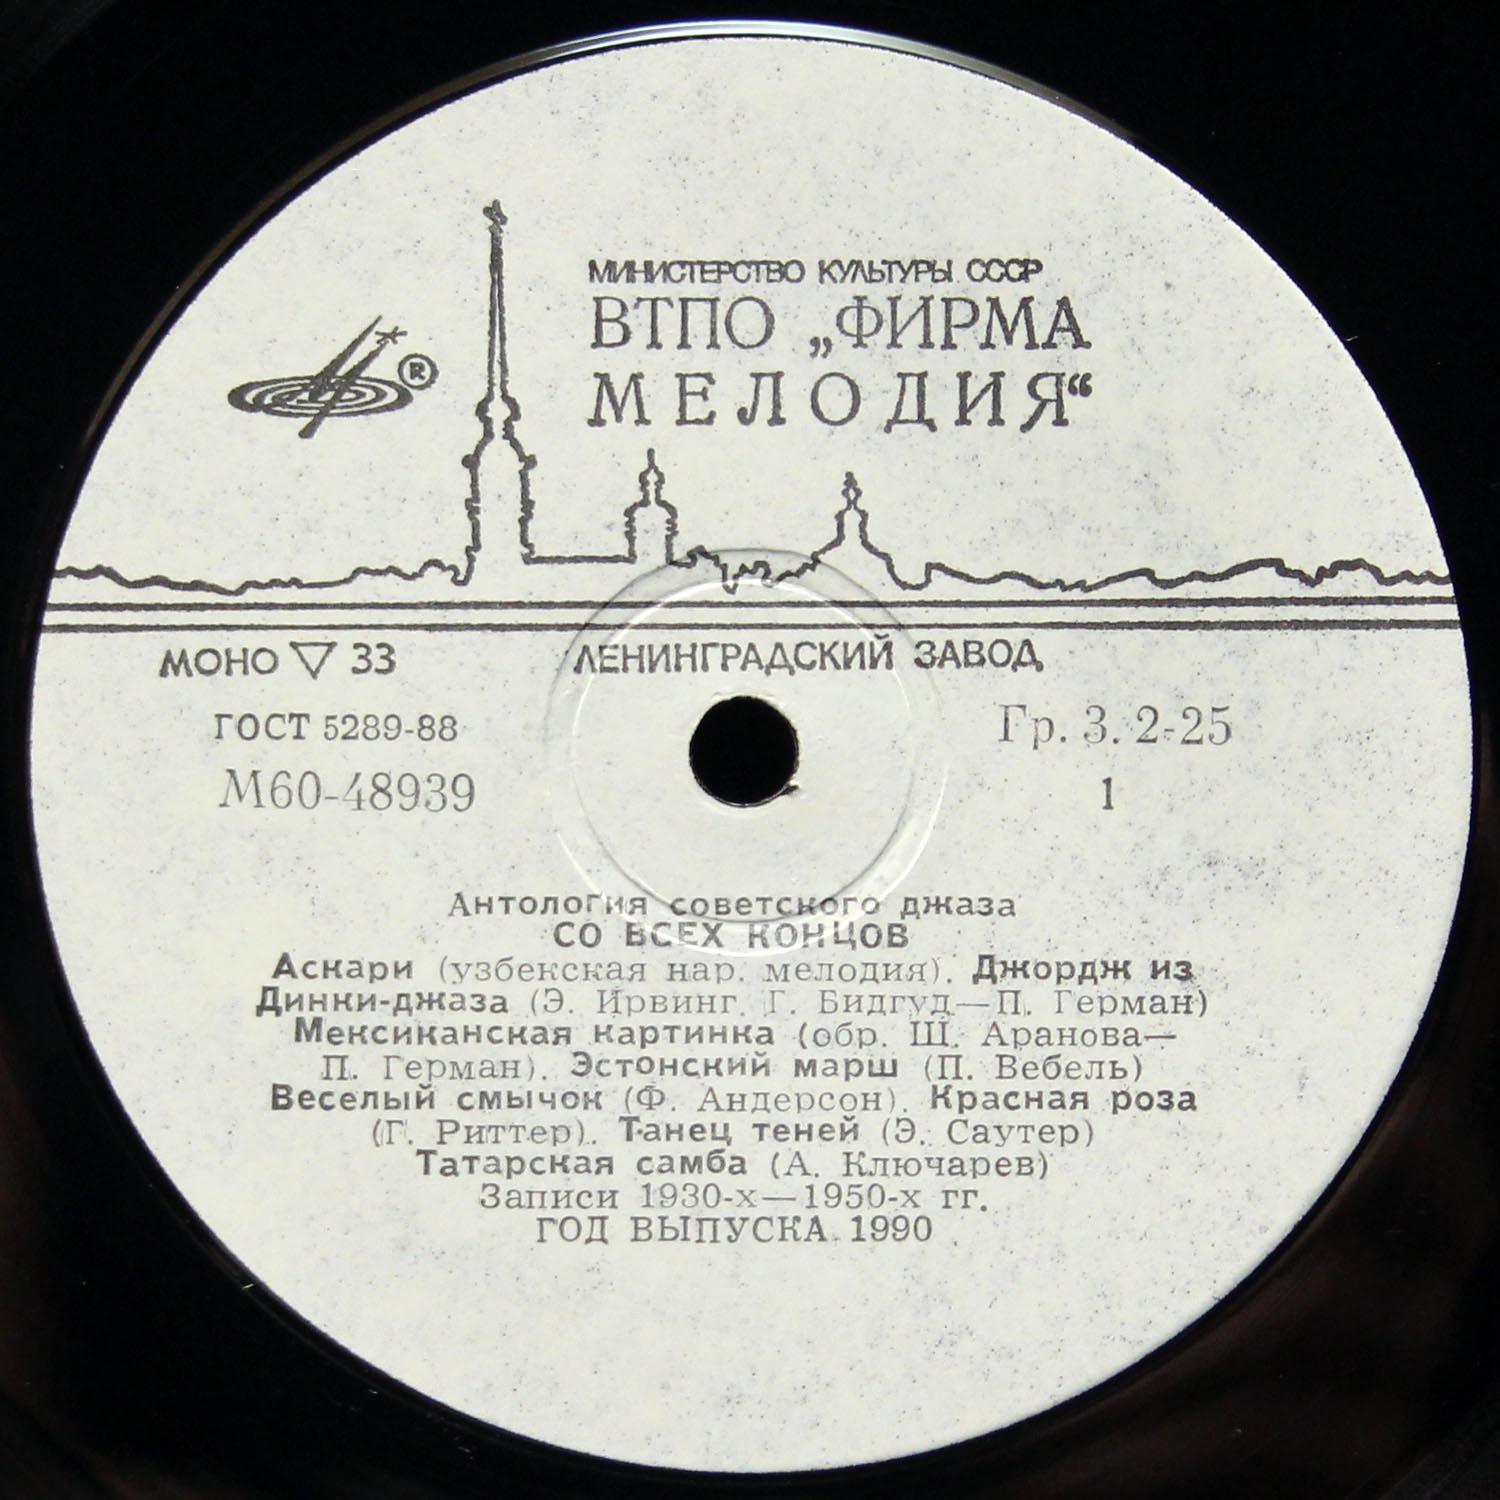 МИНИСТЕРСТВО КУЛЬТУРЫ СССР
ВТПО „ФИРМА
МЕЛОДИЯ“
®
МОНО ▽ 33
ЛЕНИНГРАДСКИЙ ЗАВОД
ГОСТ 5289-88
Гр. 3. 2-25
М60-48939
1
Антология советского джаза
СО ВСЕХ КОНЦОВ
Аскари (узбекская нар. мелодия). Джордж из
Динки-джаза (Э. Ирвинг, Г. Бидгуд—П. Герман)
Мексиканская картинка (обр. Ш. Аранова—
П. Герман). Эстонский марш (П. Вебель)
Веселый смычок (Ф. Андерсон). Красная роза
(Г. Риттер). Танец теней (Э. Саутер)
Татарская самба (А. Ключарев)
Записи 1930-х—1950-х гг.
ГОД ВЫПУСКА 1990